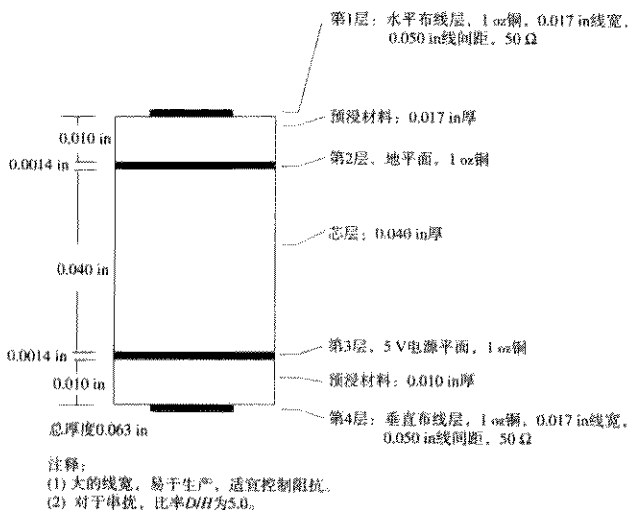 第1层：水平布线层，1 oz铜，0.017 in线宽，
0.050 in线间距，50 Ω
0.010 in
预浸材料：0.017 in厚
0.0014 in
第2层、地平面，1 oz铜
0.040 in
芯层：0.040 in厚
0.0014 in
第3层、5 V电源平面，1 oz铜
0.010 in
预浸材料：0.010 in厚
总厚度0.063 in
第4层：垂直布线层，1 oz铜，0.017 in线宽，
0.050 in线间距，50 Ω
注释：
(1) 大的线宽，易于生产，适宜控制阻抗。
(2) 对于串扰，比率D/H为5.0。